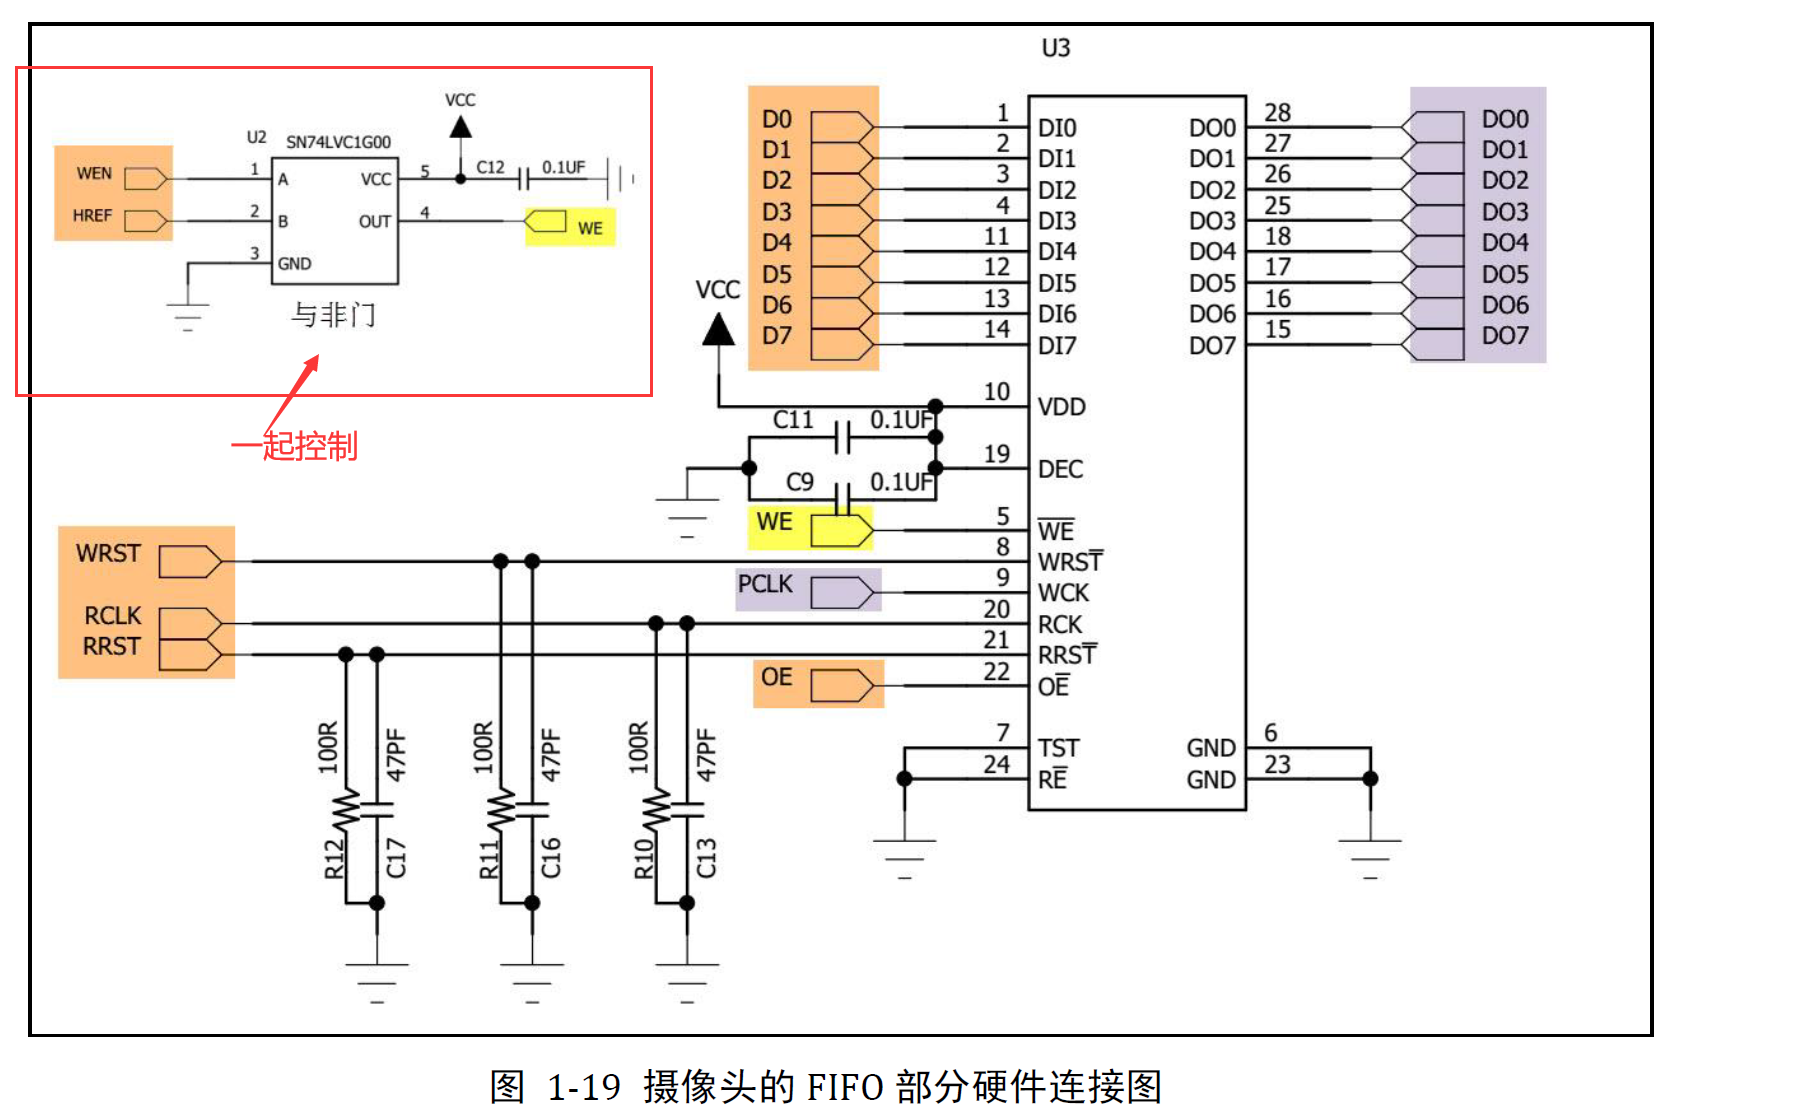 U3
VCC
U2 SN74LVC1G00
WEN 1 A VCC 5 C12 0.1UF
HREF 2 B OUT 4 WE
3 GND
与非门
一起控制
D0 1 DI0 DO0 28 DO0
D1 2 DI1 DO1 27 DO1
D2 3 DI2 DO2 26 DO2
D3 4 DI3 DO3 25 DO3
D4 11 DI4 DO4 18 DO4
D5 12 DI5 DO5 17 DO5
D6 13 DI6 DO6 16 DO6
D7 14 DI7 DO7 15 DO7
VCC
10 VDD
C11 0.1UF
19 DEC
C9 0.1UF
WE 5 WE
WRST 8 WRST
PCLK 9 WCK
RCLK 20 RCK
RRST 21 RRST
OE 22 OE
7 TST GND 6
24 RE GND 23
100R 47PF 100R 47PF 100R 47PF
R12 C17 R11 C16 R10 C13
图 1-19 摄像头的 FIFO 部分硬件连接图